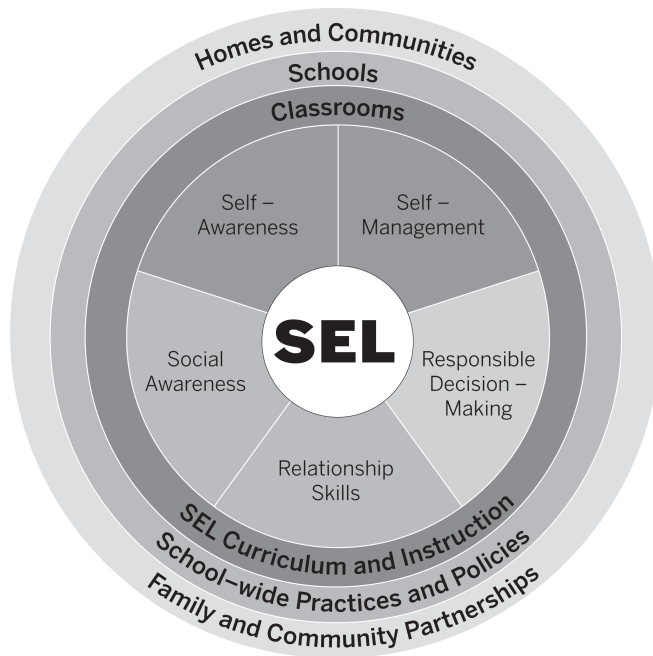 Homes and Communities
Schools
Classrooms
Self –
Awareness
Self –
Management
SEL
Social
Awareness
Responsible
Decision –
Making
Relationship
Skills
SEL Curriculum and Instruction
School–wide Practices and Policies
Family and Community Partnerships